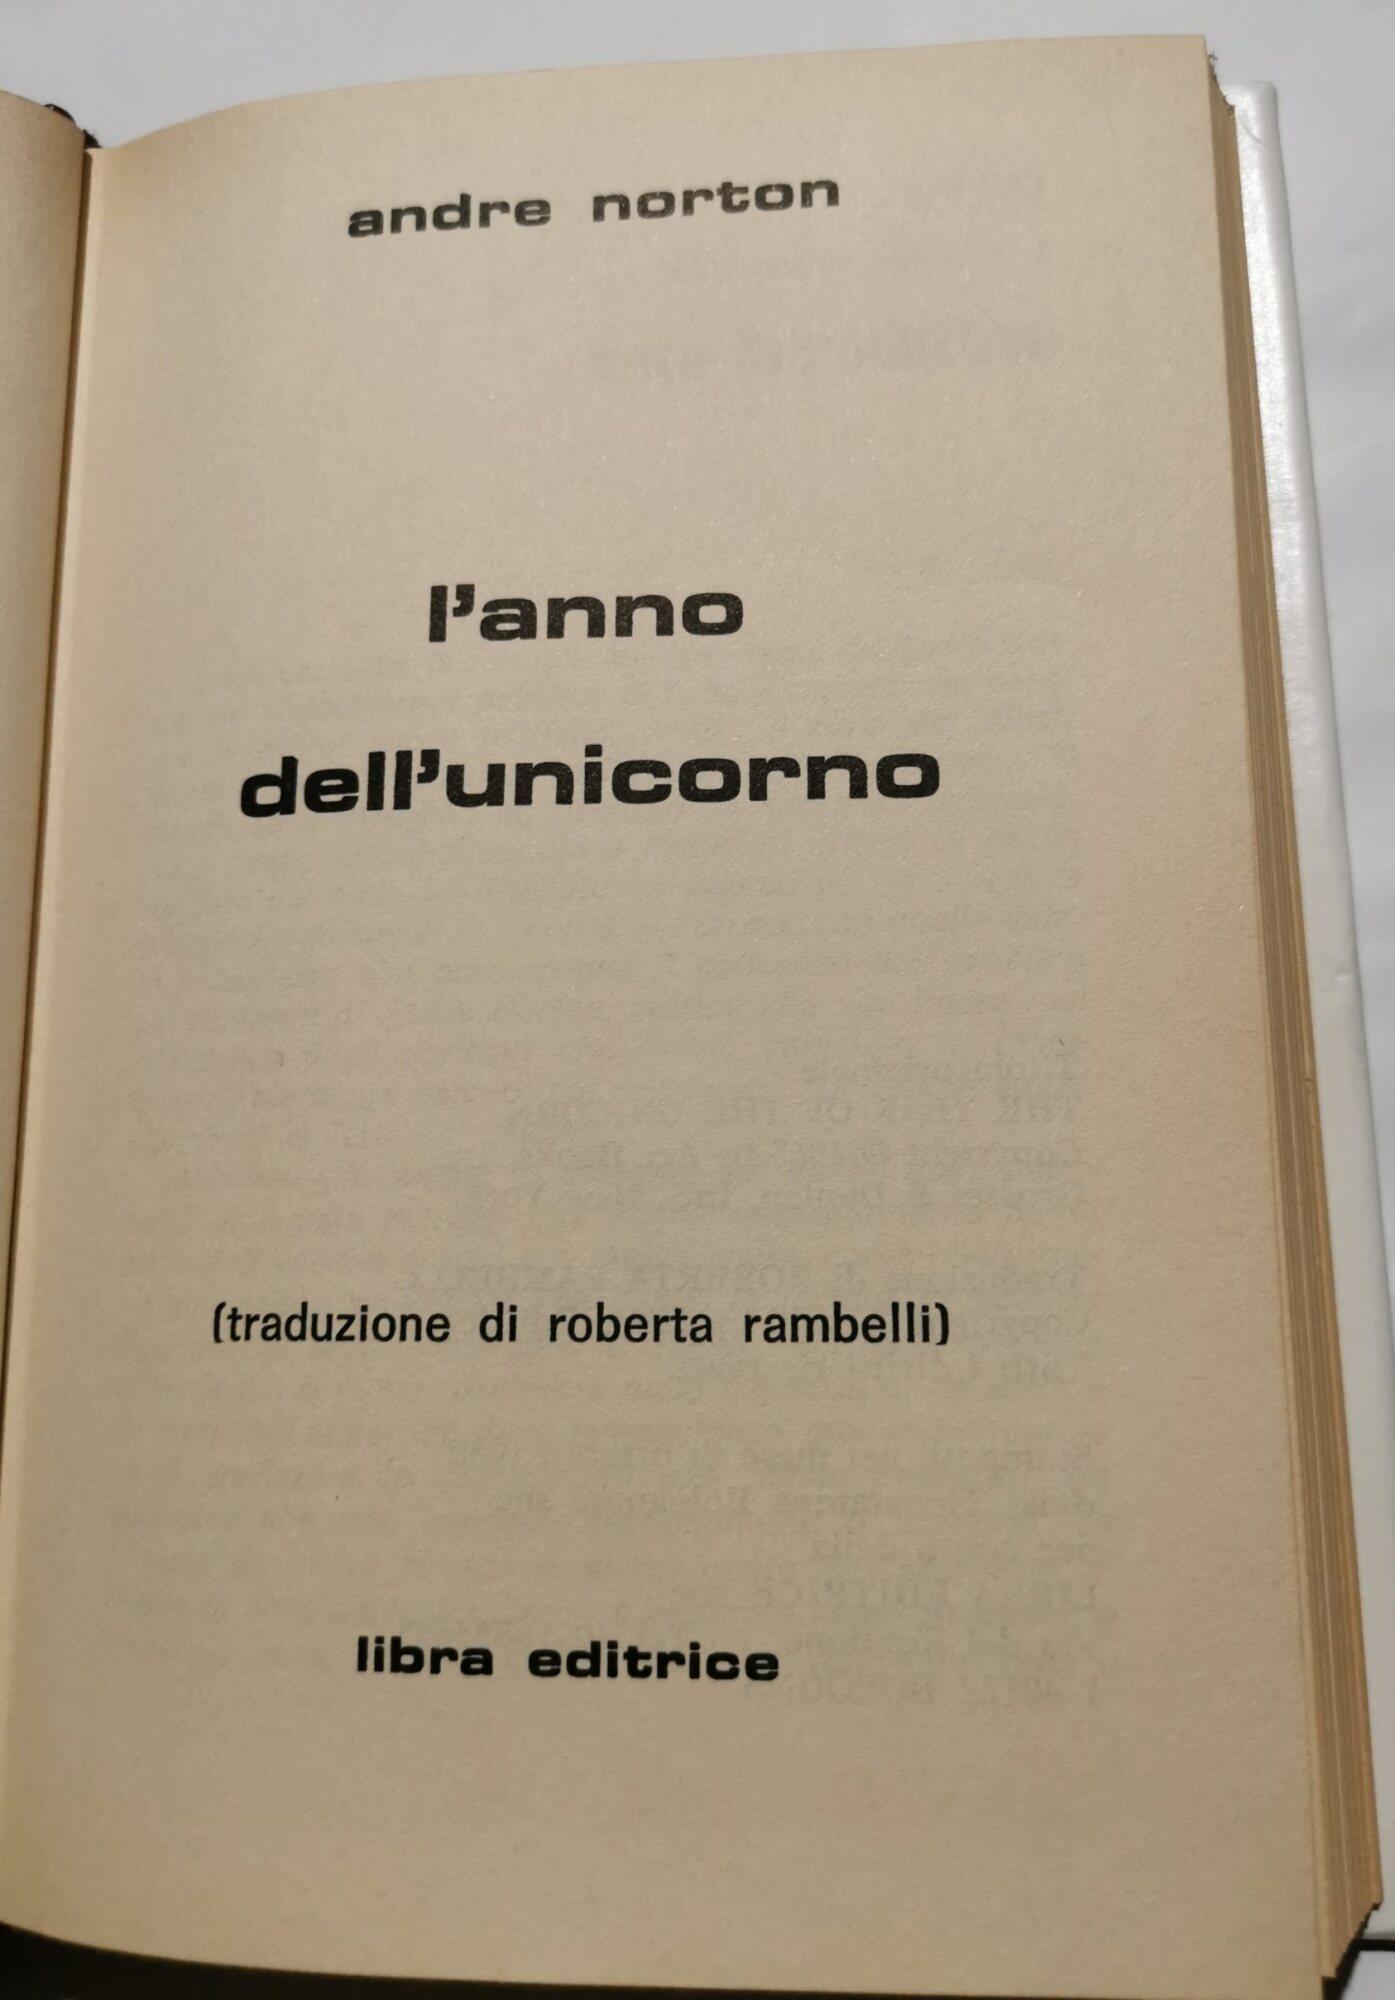 andre norton
l'anno
dell'unicorno
(traduzione di roberta rambelli)
libra editrice